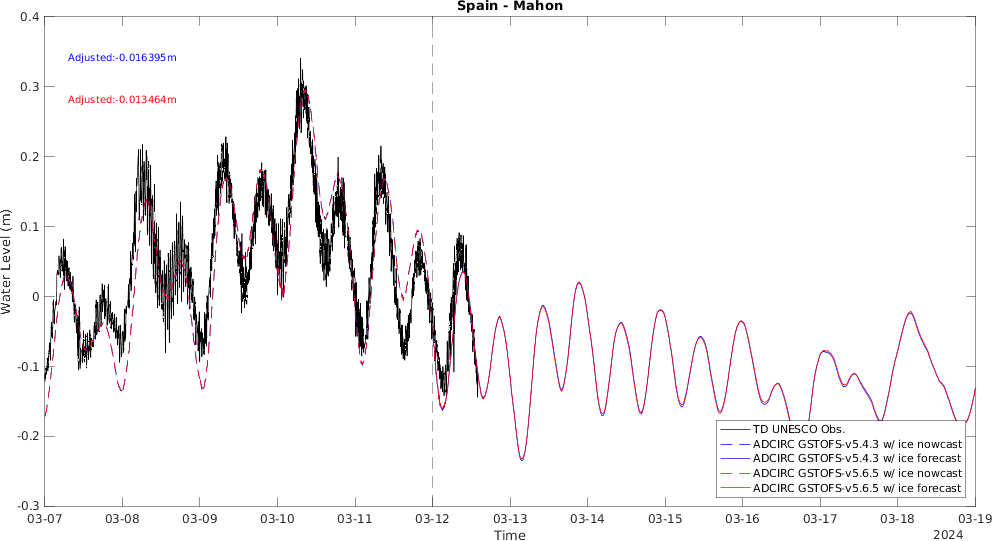 Spain - Mahon
Adjusted:-0.016395m
Adjusted:-0.013464m
Water Level (m)
0.4
0.3
0.2
0.1
0
-0.1
-0.2
-0.3
TD UNESCO Obs.
ADCIRC GSTOFS-v5.4.3 w/ ice nowcast
ADCIRC GSTOFS-v5.4.3 w/ ice forecast
ADCIRC GSTOFS-v5.6.5 w/ ice nowcast
ADCIRC GSTOFS-v5.6.5 w/ ice forecast
03-07 03-08 03-09 03-10 03-11 03-12 03-13 03-14 03-15 03-16 03-17 03-18 03-19
Time
2024